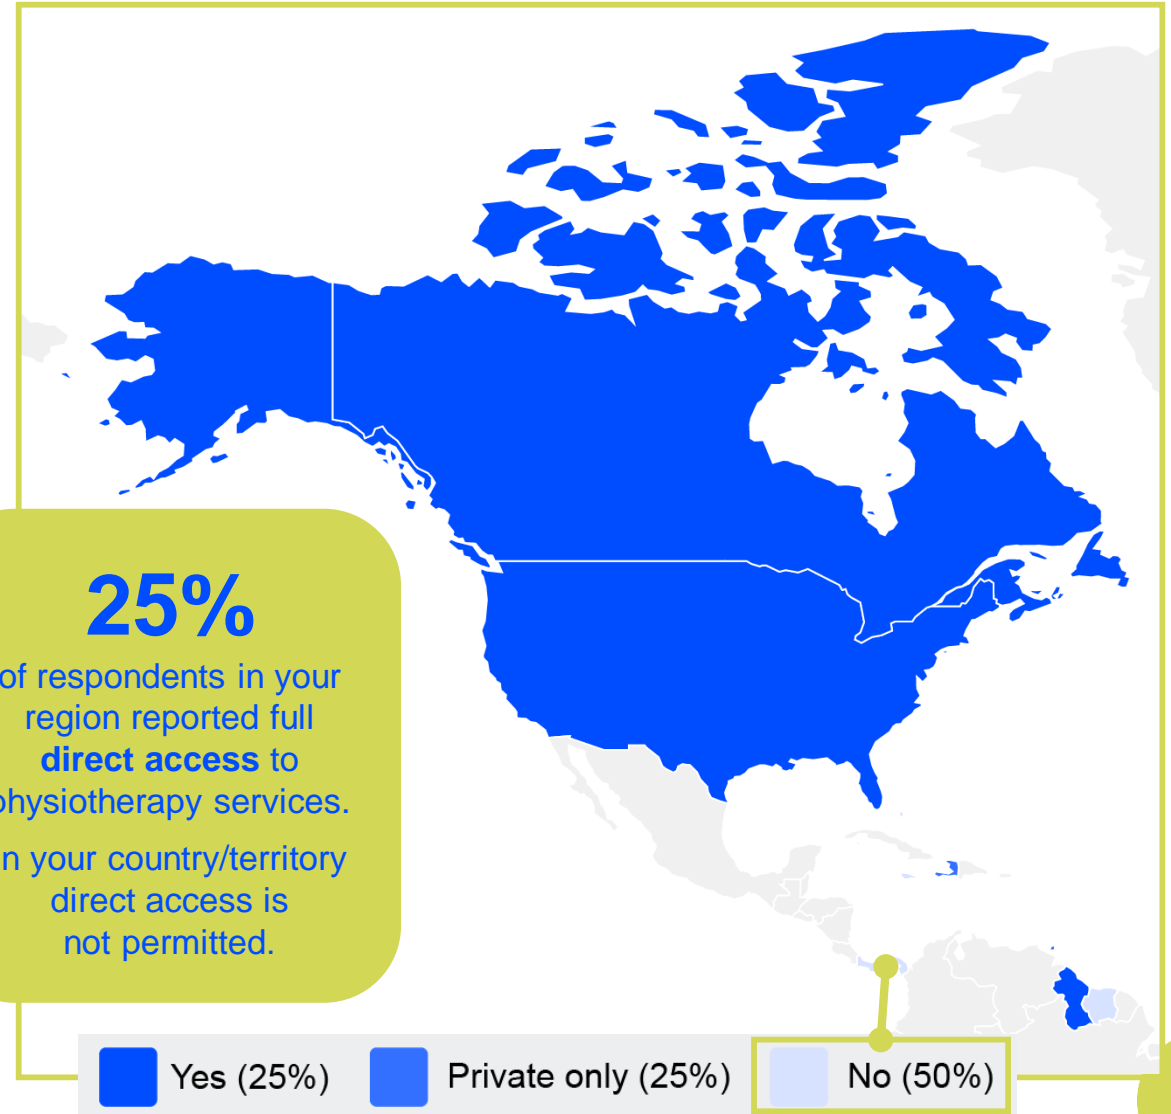 25%
of respondents in your
region reported full
direct access to
physiotherapy services.
n your country/territory
direct access is
not permitted.
Yes (25%)
Private only (25%)
No (50%)